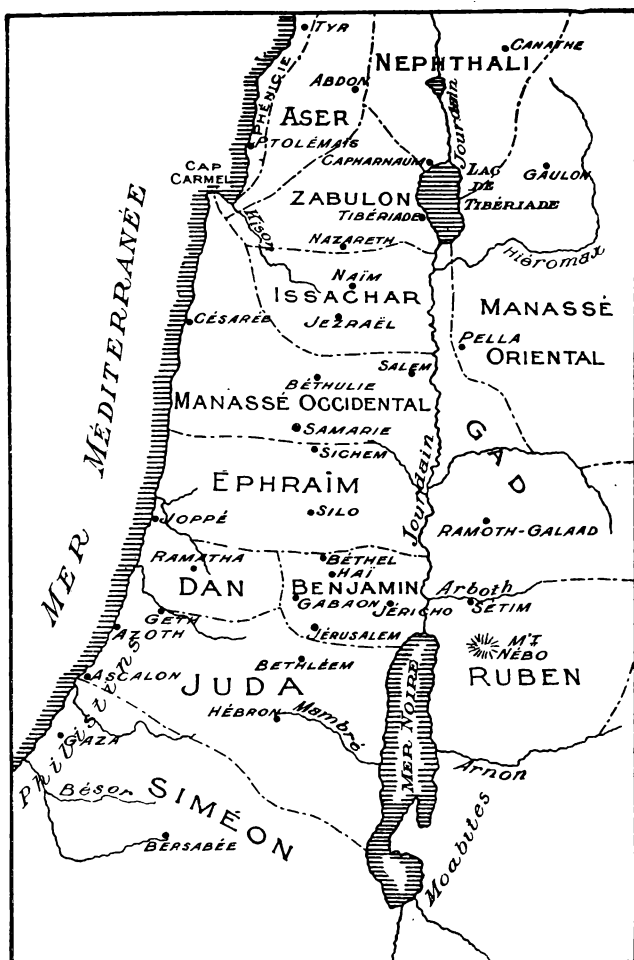 TYR
CANATHE
NEPHTHALI
PHÉNICIE
ABDON
ASER
Jourdain
PTOLÉMAÏS
CAPHARNAUM
CAP
CARMEL
LAC
DE
TIBÉRIADE
GAULON
ZABULON
TIBÉRIADE
Kison
NAZARETH
Hiéromax
NAÏM
ISSACHAR
MANASSÉ
ORIENTAL
CÉSARÉE
JEZRAËL
PELLA
SALEM
BÉTHULIE
MANASSÉ OCCIDENTAL
SAMARIE
SICHEM
GAD
MER MÉDITERRANÉE
ÉPHRAÏM
Jourdain
SILO
JOPPÉ
RAMOTH-GALAAD
RAMATHA
BÉTHEL
HAÏ
DAN
BENJAMIN
Arboth
GABAON
JÉRICHO
SÉTIM
GETH
AZOTH
JÉRUSALEM
MT
NÉBO
BETHLÉEM
RUBEN
ASCALON
JUDA
HÉBRON
Mambré
MER NOIRE
GAZA
Philistins
Arnon
Bésor
SIMÉON
BERSABÉE
Moabites